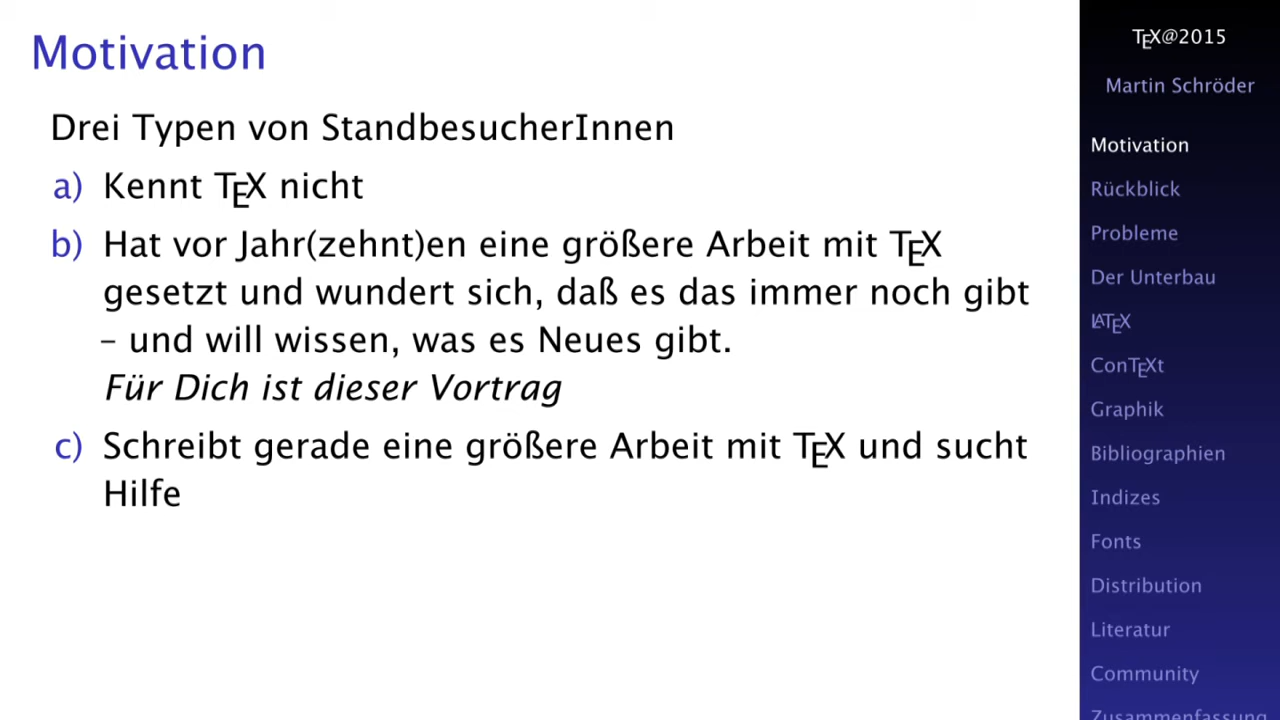 Motivation
Drei Typen von StandbesucherInnen
a) Kennt TEX nicht
b) Hat vor Jahr(zehnt)en eine größere Arbeit mit TEX
gesetzt und wundert sich, daß es das immer noch gibt
– und will wissen, was es Neues gibt.
Für Dich ist dieser Vortrag
c) Schreibt gerade eine größere Arbeit mit TEX und sucht
Hilfe
TEX@2015
Martin Schröder
Motivation
Rückblick
Probleme
Der Unterbau
LATEX
ConTEXt
Graphik
Bibliographien
Indizes
Fonts
Distribution
Literatur
Community
Zusammenfassung